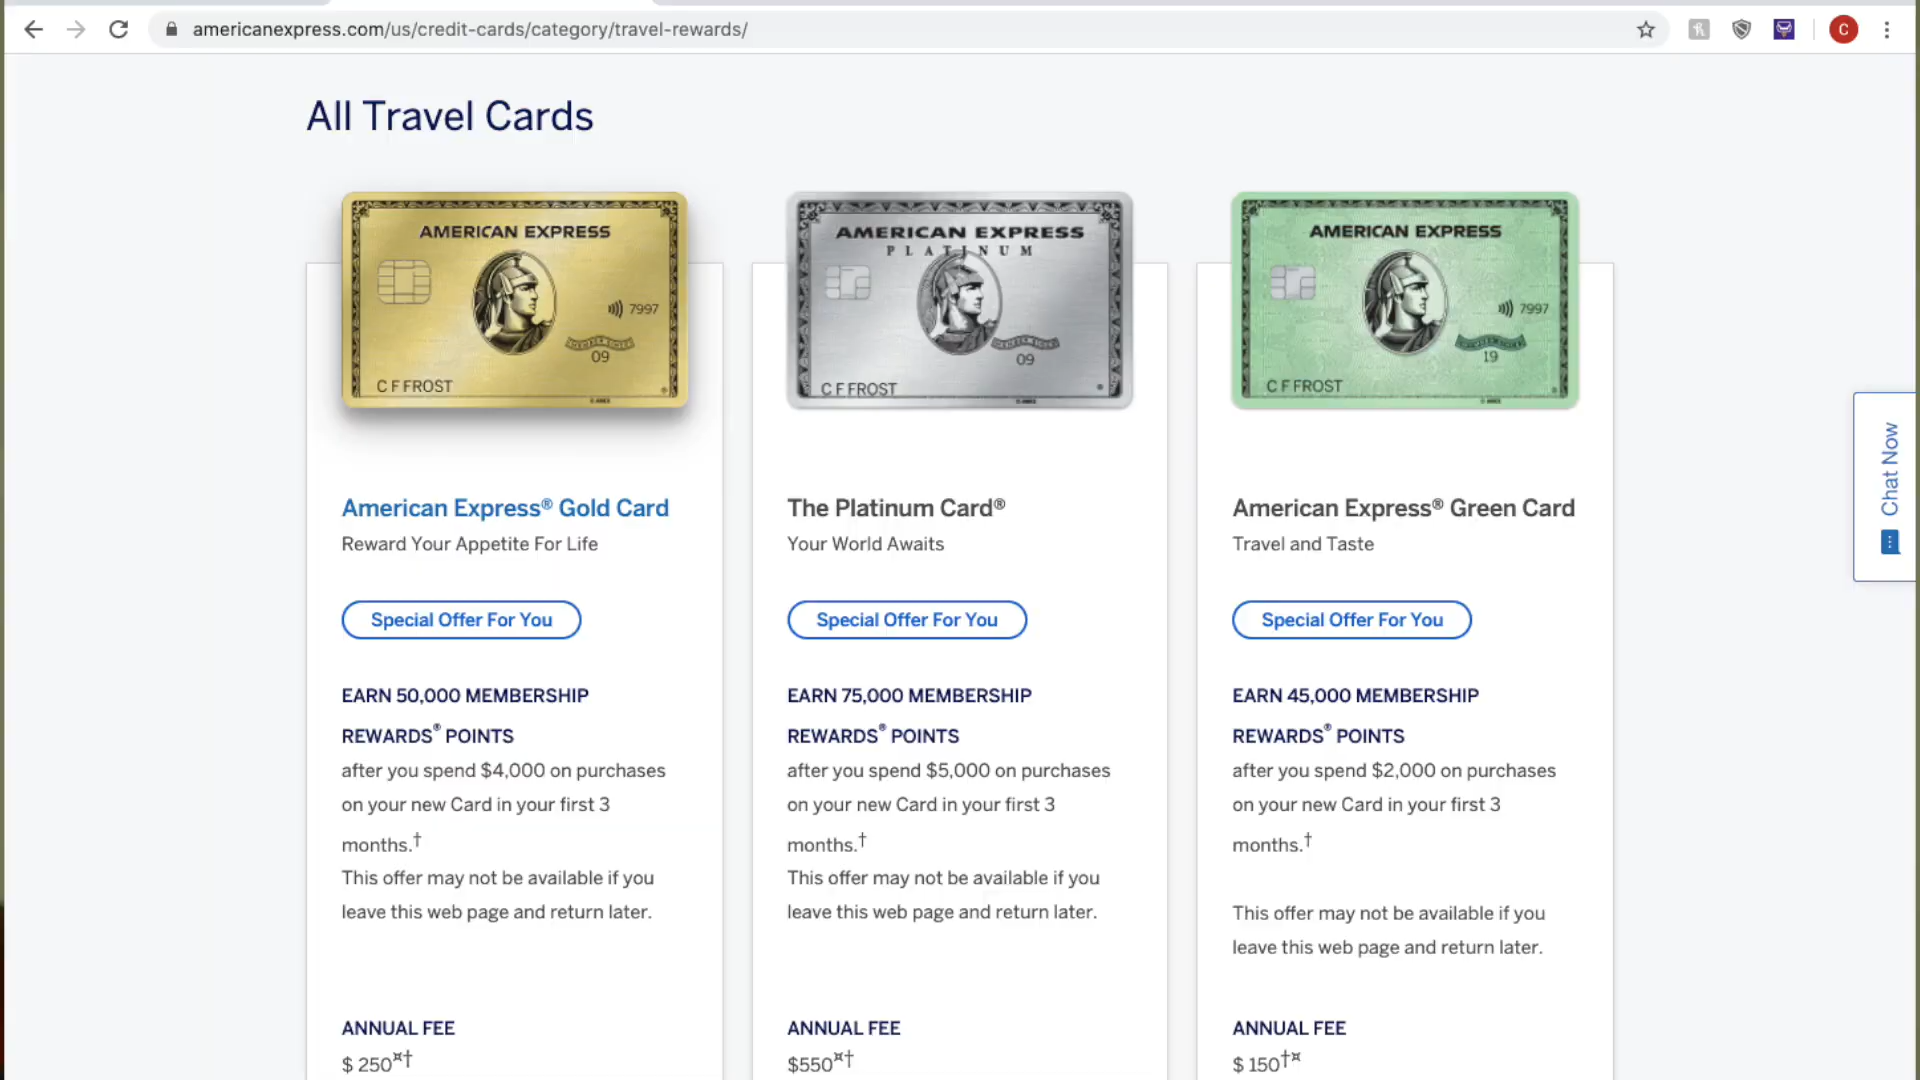 americanexpress.com/us/credit-cards/category/travel-rewards/
C
All Travel Cards
AMERICAN EXPRESS
7997
MEMBER SINCE
09
C F FROST
AMERICAN EXPRESS
PLATINUM
MEMBER SINCE
09
C F FROST
AMERICAN EXPRESS
7997
MEMBER SINCE
19
C F FROST
American Express® Gold Card
Reward Your Appetite For Life
Special Offer For You
EARN 50,000 MEMBERSHIP
REWARDS® POINTS
after you spend $4,000 on purchases
on your new Card in your first 3
months.†
This offer may not be available if you
leave this web page and return later.
ANNUAL FEE
$ 250¤†
The Platinum Card®
Your World Awaits
Special Offer For You
EARN 75,000 MEMBERSHIP
REWARDS® POINTS
after you spend $5,000 on purchases
on your new Card in your first 3
months.†
This offer may not be available if you
leave this web page and return later.
ANNUAL FEE
$550¤†
American Express® Green Card
Travel and Taste
Special Offer For You
EARN 45,000 MEMBERSHIP
REWARDS® POINTS
after you spend $2,000 on purchases
on your new Card in your first 3
months.†
This offer may not be available if you
leave this web page and return later.
ANNUAL FEE
$ 150†¤
Chat Now